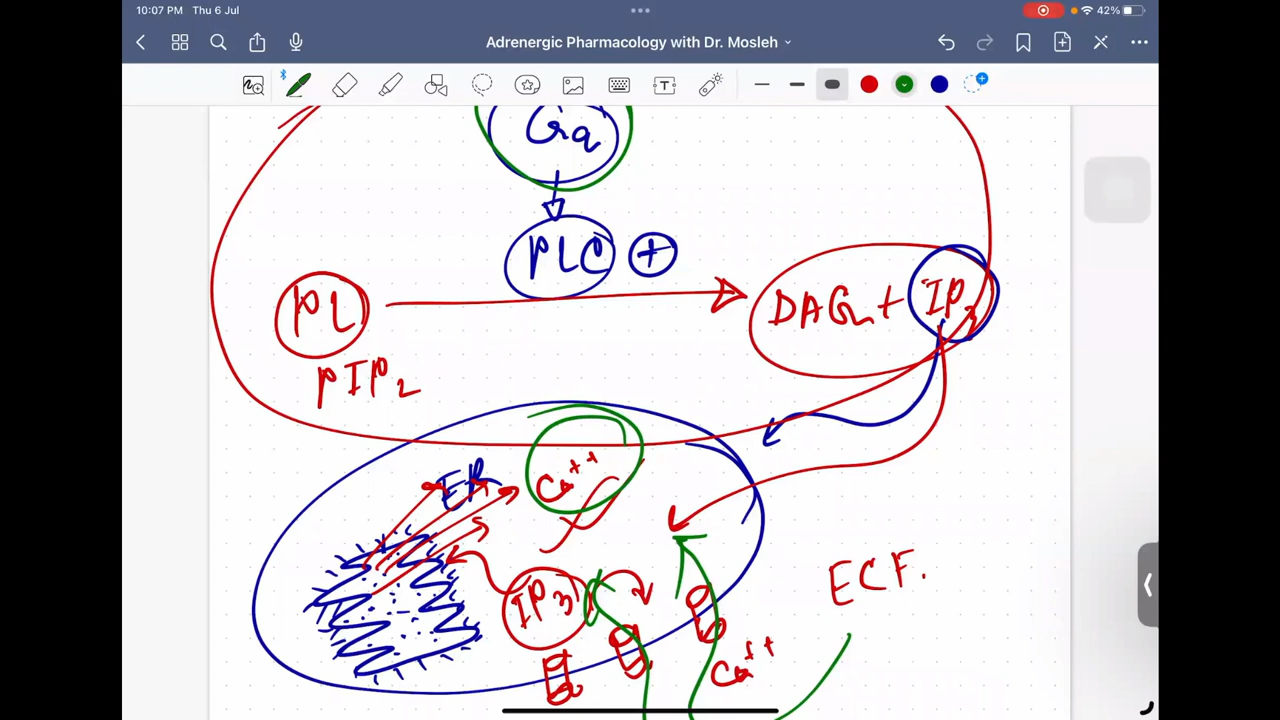 10:07 PM Thu 6 Jul
42%
Adrenergic Pharmacology with Dr. Mosleh
T
Gq
PLC +
PL
DAG + IP3
PIP2
Ca++
ER
IP3
ECF.
Ca++